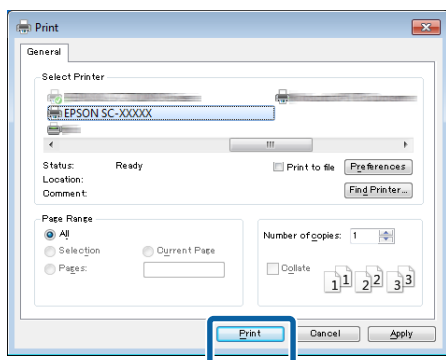 Print
General
Select Printer
EPSON SC-XXXXX
Status: Ready
Print to file
Preferences
Location:
Comment:
Find Printer...
Page Range
All
Selection
Current Page
Pages:
Number of copies: 1
Collate
1 1 2 2 3 3
Print
Cancel
Apply